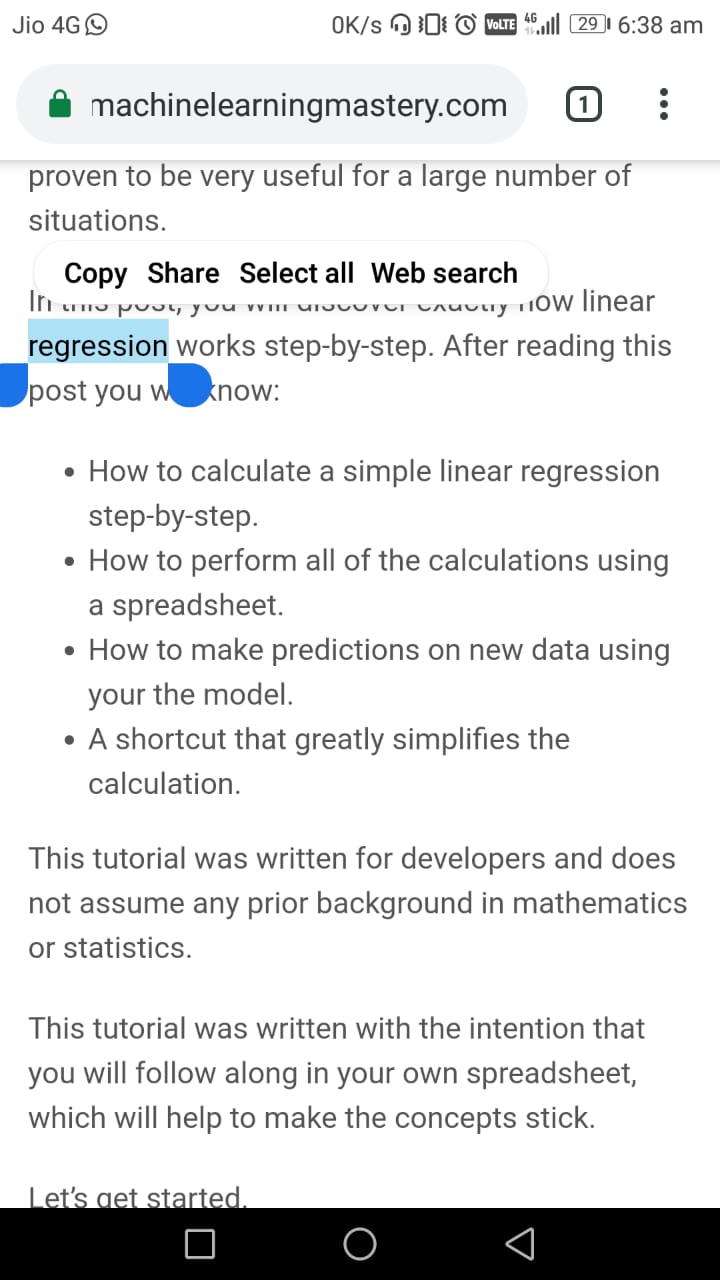 Jio 4G
0K/s VoLTE 4G 29 6:38 am
machinelearningmastery.com
1
proven to be very useful for a large number of
situations.
Copy Share Select all Web search
In this post, you will discover exactly how linear
regression works step-by-step. After reading this
post you w know:
• How to calculate a simple linear regression
step-by-step.
• How to perform all of the calculations using
a spreadsheet.
• How to make predictions on new data using
your the model.
• A shortcut that greatly simplifies the
calculation.
This tutorial was written for developers and does
not assume any prior background in mathematics
or statistics.
This tutorial was written with the intention that
you will follow along in your own spreadsheet,
which will help to make the concepts stick.
Let's get started.